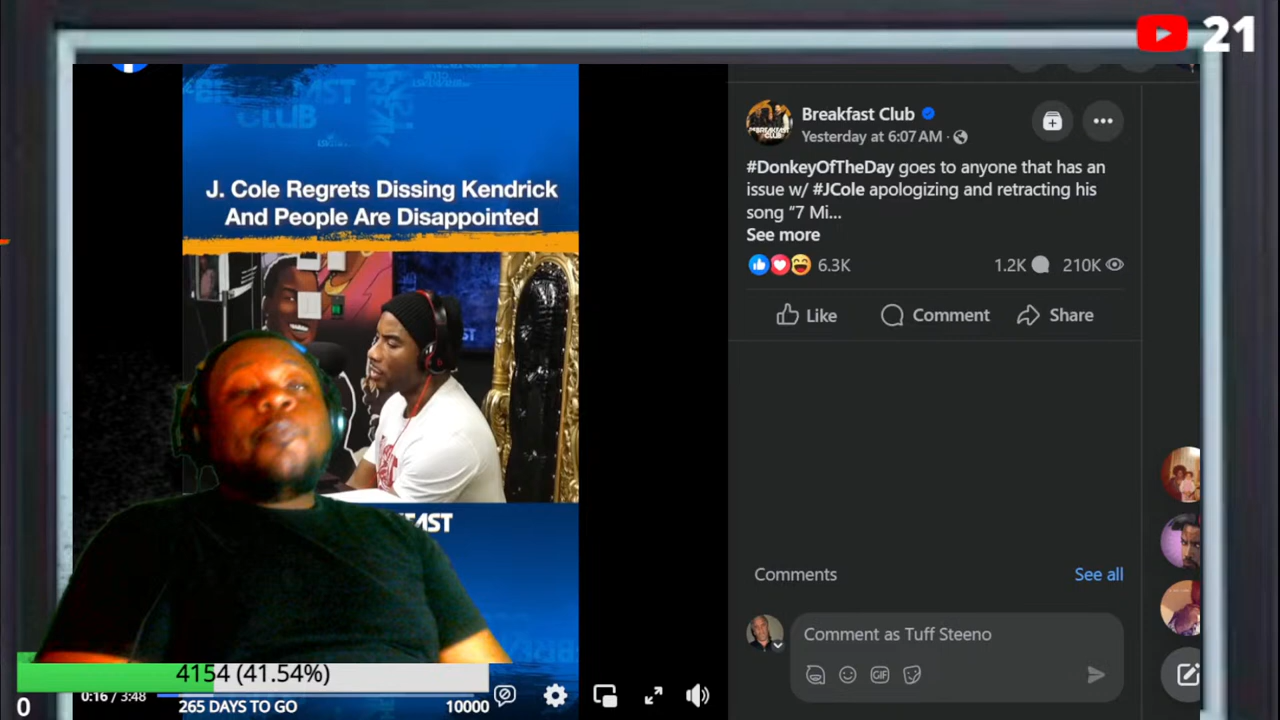 21
BREAKFAST
CLUB
J. Cole Regrets Dissing Kendrick
And People Are Disappointed
Breakfast Club
Yesterday at 6:07 AM ·
#DonkeyOfTheDay goes to anyone that has an
issue w/ #JCole apologizing and retracting his
song “7 Mi...
See more
6.3K
1.2K
210K
Like
Comment
Share
Comments
See all
Comment as Tuff Steeno
GIF
4154 (41.54%)
0:16 / 3:48
0
265 DAYS TO GO
10000